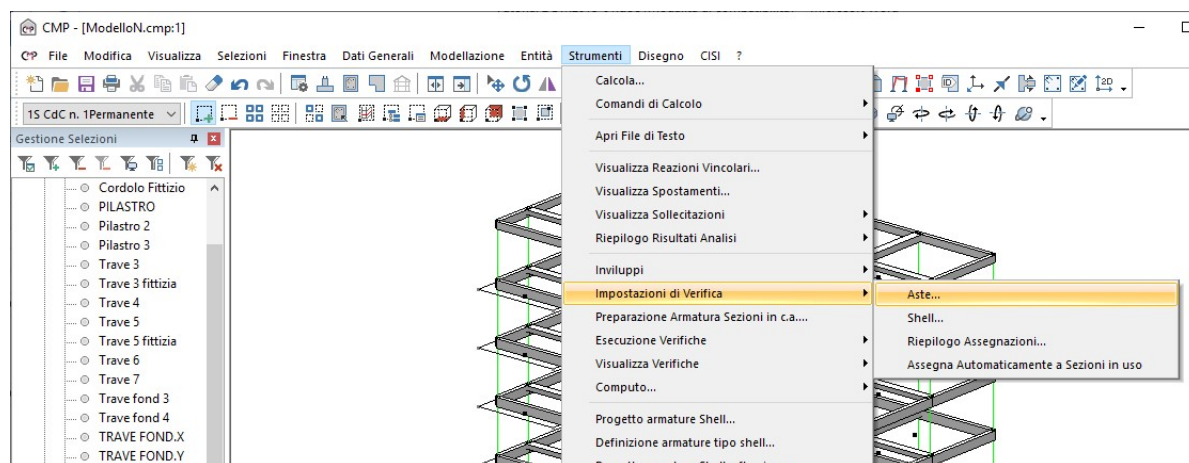 CMP - [ModelloN.cmp:1]
CMP File Modifica Visualizza Selezioni Finestra Dati Generali Modellazione Entità Strumenti Disegno CISI ?
1S CdC n. 1Permanente
Gestione Selezioni
Cordolo Fittizio
PILASTRO
Pilastro 2
Pilastro 3
Trave 3
Trave 3 fittizia
Trave 4
Trave 5
Trave 5 fittizia
Trave 6
Trave 7
Trave fond 3
Trave fond 4
TRAVE FOND.X
TRAVE FOND.Y
Calcola...
Comandi di Calcolo
Apri File di Testo
Visualizza Reazioni Vincolari...
Visualizza Spostamenti...
Visualizza Sollecitazioni
Riepilogo Risultati Analisi
Inviluppi
Impostazioni di Verifica
Preparazione Armatura Sezioni in c.a....
Esecuzione Verifiche
Visualizza Verifiche
Computo...
Progetto armature Shell...
Definizione armature tipo shell...
Aste...
Shell...
Riepilogo Assegnazioni...
Assegna Automaticamente a Sezioni in uso
2D